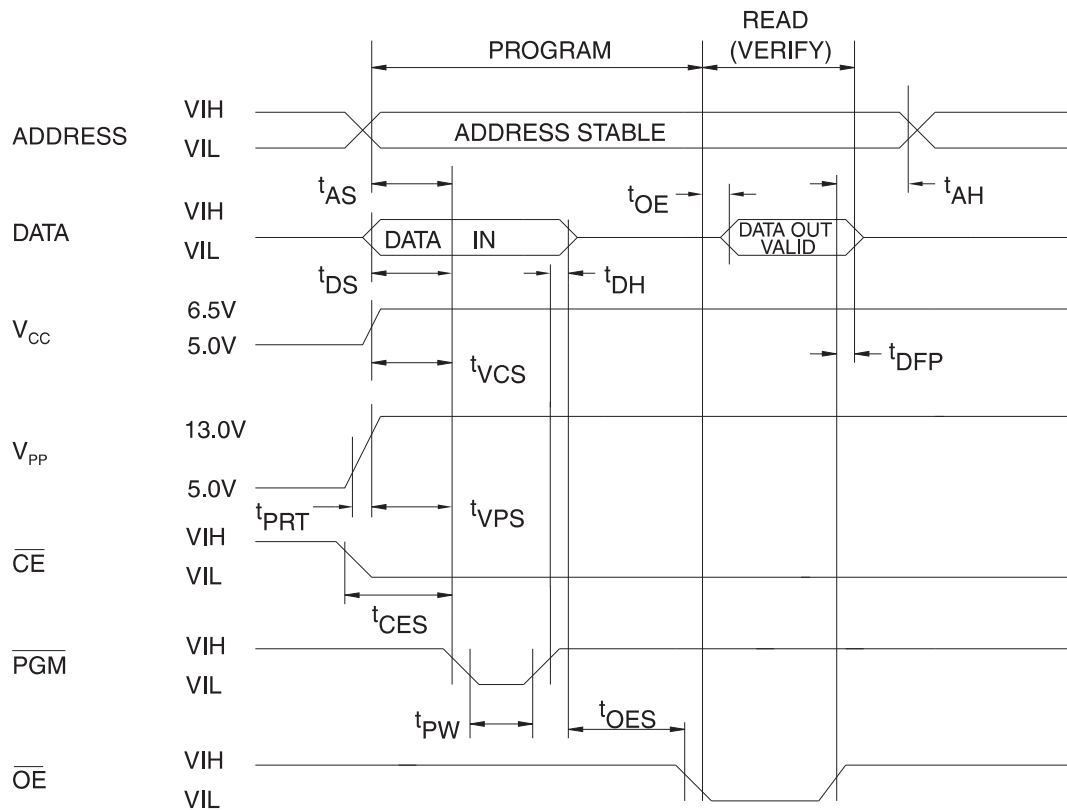 READ
PROGRAM (VERIFY)
VIH
ADDRESS ADDRESS STABLE
VIL
tAS tOE tAH
VIH
DATA DATA IN DATA OUT
VIL VALID
tDS tDH
6.5V
VCC
5.0V
tVCS tDFP
13.0V
VPP
5.0V
tPRT tVPS
VIH
CE
VIL
tCES
VIH
PGM
VIL
tPW tOES
VIH
OE
VIL